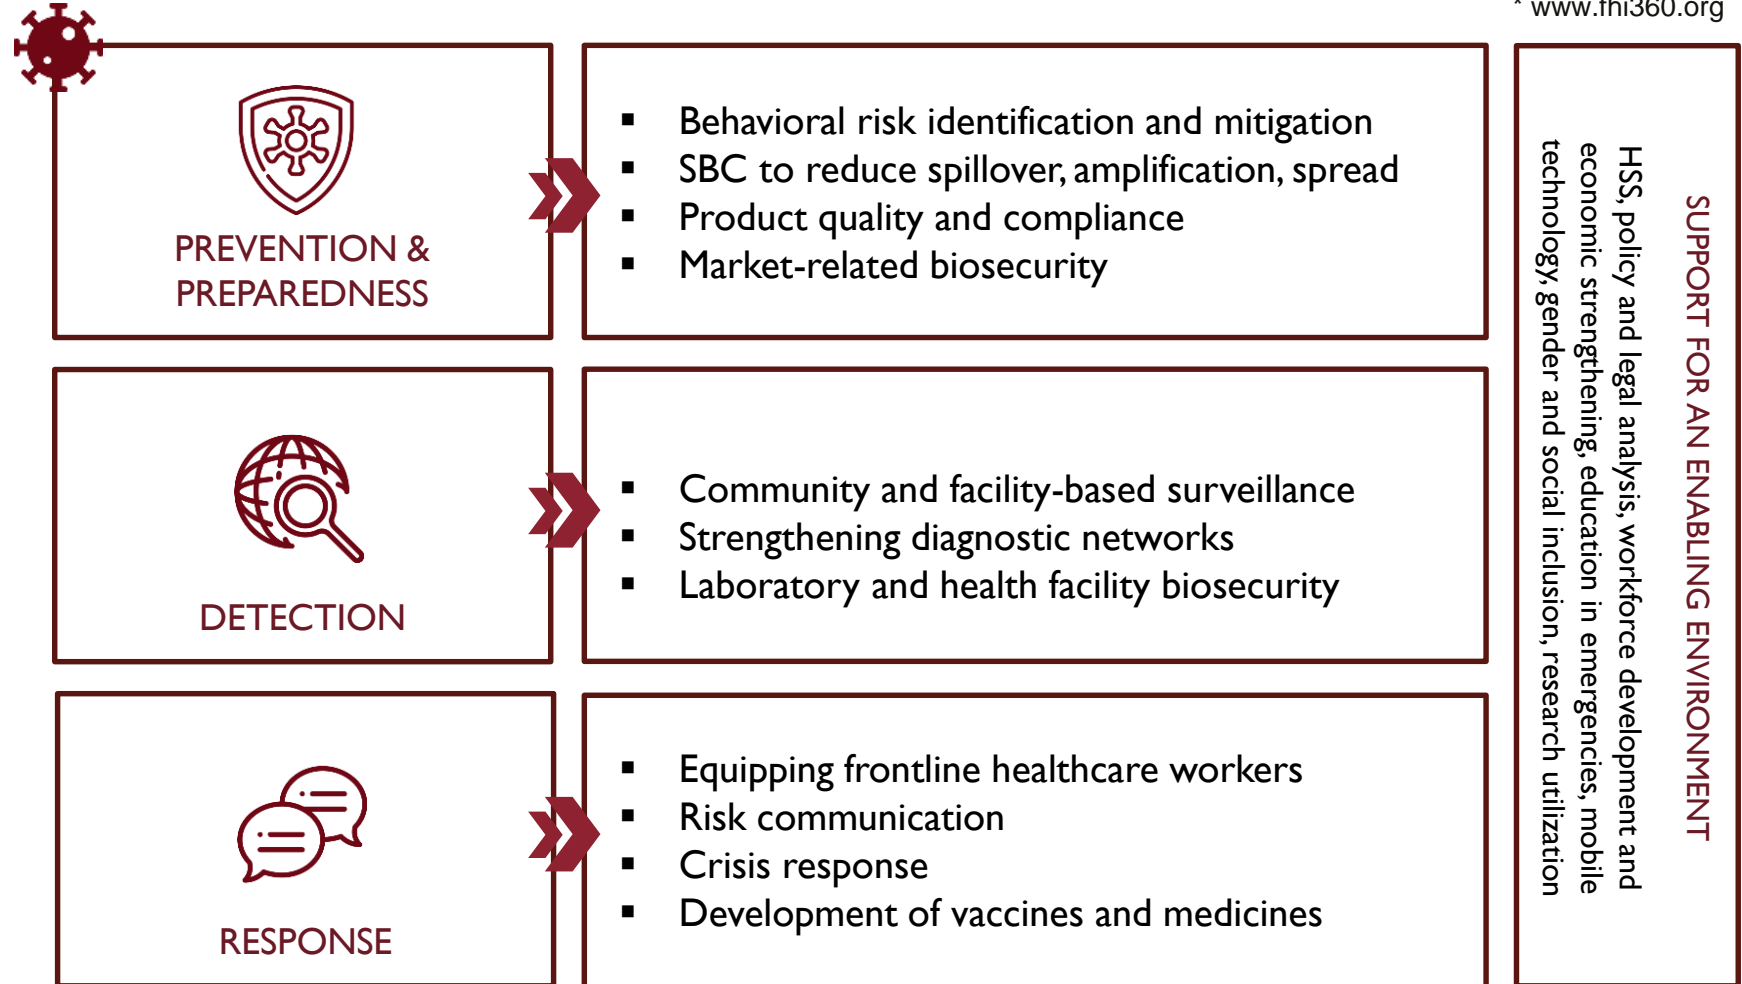 * www.fhi360.org
PREVENTION &
PREPAREDNESS
▪ Behavioral risk identification and mitigation
▪ SBC to reduce spillover, amplification, spread
▪ Product quality and compliance
▪ Market-related biosecurity
DETECTION
▪ Community and facility-based surveillance
▪ Strengthening diagnostic networks
▪ Laboratory and health facility biosecurity
RESPONSE
▪ Equipping frontline healthcare workers
▪ Risk communication
▪ Crisis response
▪ Development of vaccines and medicines
SUPPORT FOR AN ENABLING ENVIRONMENT
HSS, policy and legal analysis, workforce development and
economic strengthening, education in emergencies, mobile
technology, gender and social inclusion, research utilization